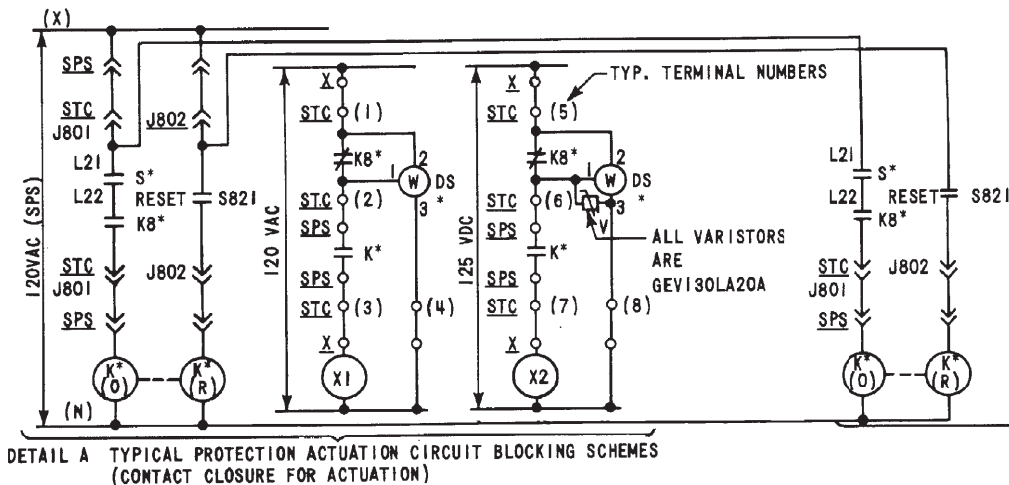 (X)
SPS
STC
J801
J802
L21
S*
L22
RESET
S821
K8*
STC
J801
J802
SPS
K*
(O)
K*
(R)
(N)
120VAC (SPS)
120 VAC
X
STC (1)
K8*
1
2
W
DS
*
3
STC (2)
SPS
K*
SPS
STC (3)
(4)
X
X1
125 VDC
X
STC (5)
TYP. TERMINAL NUMBERS
K8*
1
2
W
DS
*
3
STC (6)
V
SPS
K*
SPS
STC (7)
(8)
X
X2
ALL VARISTORS
ARE
GEV130LA20A
L21
S*
L22
RESET
S821
K8*
STC
J801
J802
SPS
K*
(O)
K*
(R)
DETAIL A TYPICAL PROTECTION ACTUATION CIRCUIT BLOCKING SCHEMES
(CONTACT CLOSURE FOR ACTUATION)